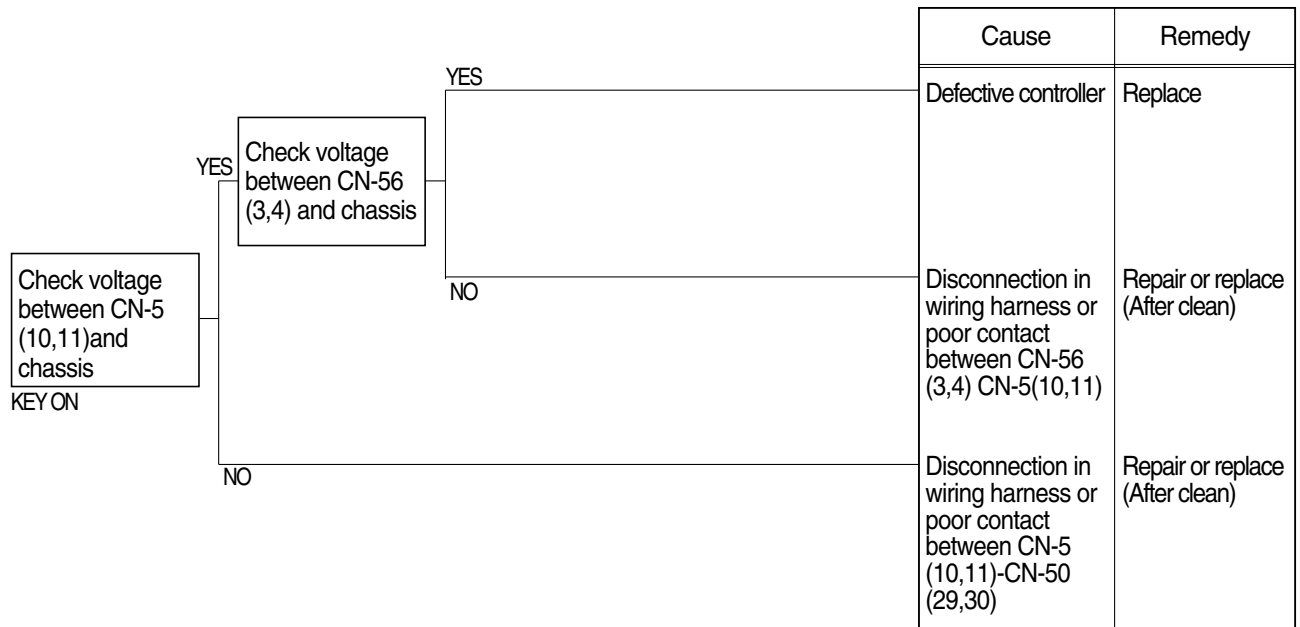 Cause
Remedy
YES
Defective controller
Replace
YES
Check voltage
between CN-56
(3,4) and chassis
Check voltage
between CN-5
(10,11)and
chassis
KEY ON
NO
Disconnection in
wiring harness or
poor contact
between CN-56
(3,4) CN-5(10,11)
Repair or replace
(After clean)
NO
Disconnection in
wiring harness or
poor contact
between CN-5
(10,11)-CN-50
(29,30)
Repair or replace
(After clean)